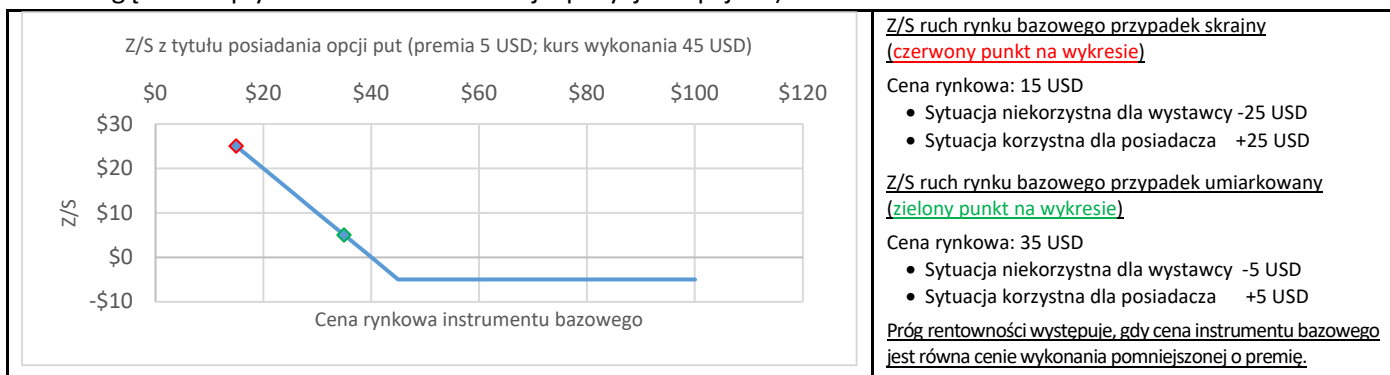 Z/S z tytułu posiadania opcji put (premia 5 USD; kurs wykonania 45 USD)
$0 $20 $40 $60 $80 $100 $120
$30
$20
$10
$0
-$10
Z/S
Cena rynkowa instrumentu bazowego
Z/S ruch rynku bazowego przypadek skrajny
(czerwony punkt na wykresie)
Cena rynkowa: 15 USD
• Sytuacja niekorzystna dla wystawcy -25 USD
• Sytuacja korzystna dla posiadacza +25 USD
Z/S ruch rynku bazowego przypadek umiarkowany
(zielony punkt na wykresie)
Cena rynkowa: 35 USD
• Sytuacja niekorzystna dla wystawcy -5 USD
• Sytuacja korzystna dla posiadacza +5 USD
Próg rentowności występuje, gdy cena instrumentu bazowego
jest równa cenie wykonania pomniejszonej o premię.